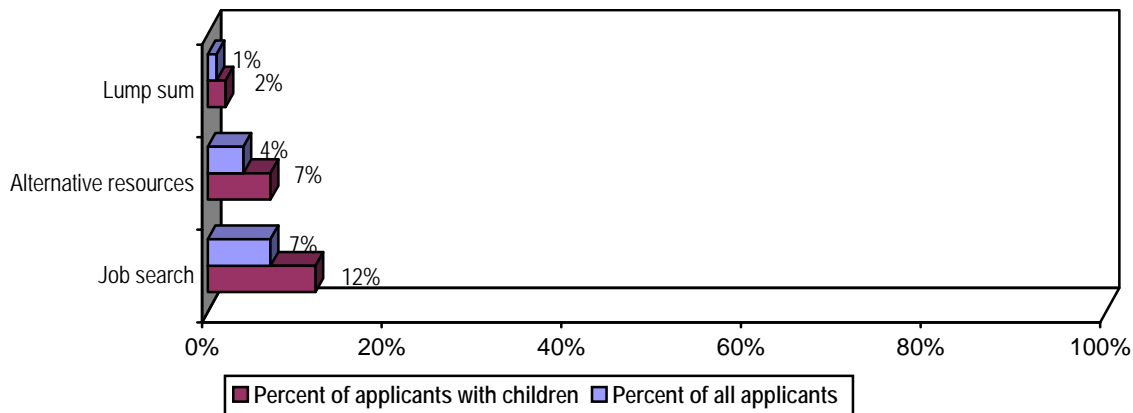 1%
Lump sum
2%
4%
Alternative resources
7%
7%
Job search
12%
0%
20%
40%
60%
80%
100%
Percent of applicants with children
Percent of all applicants